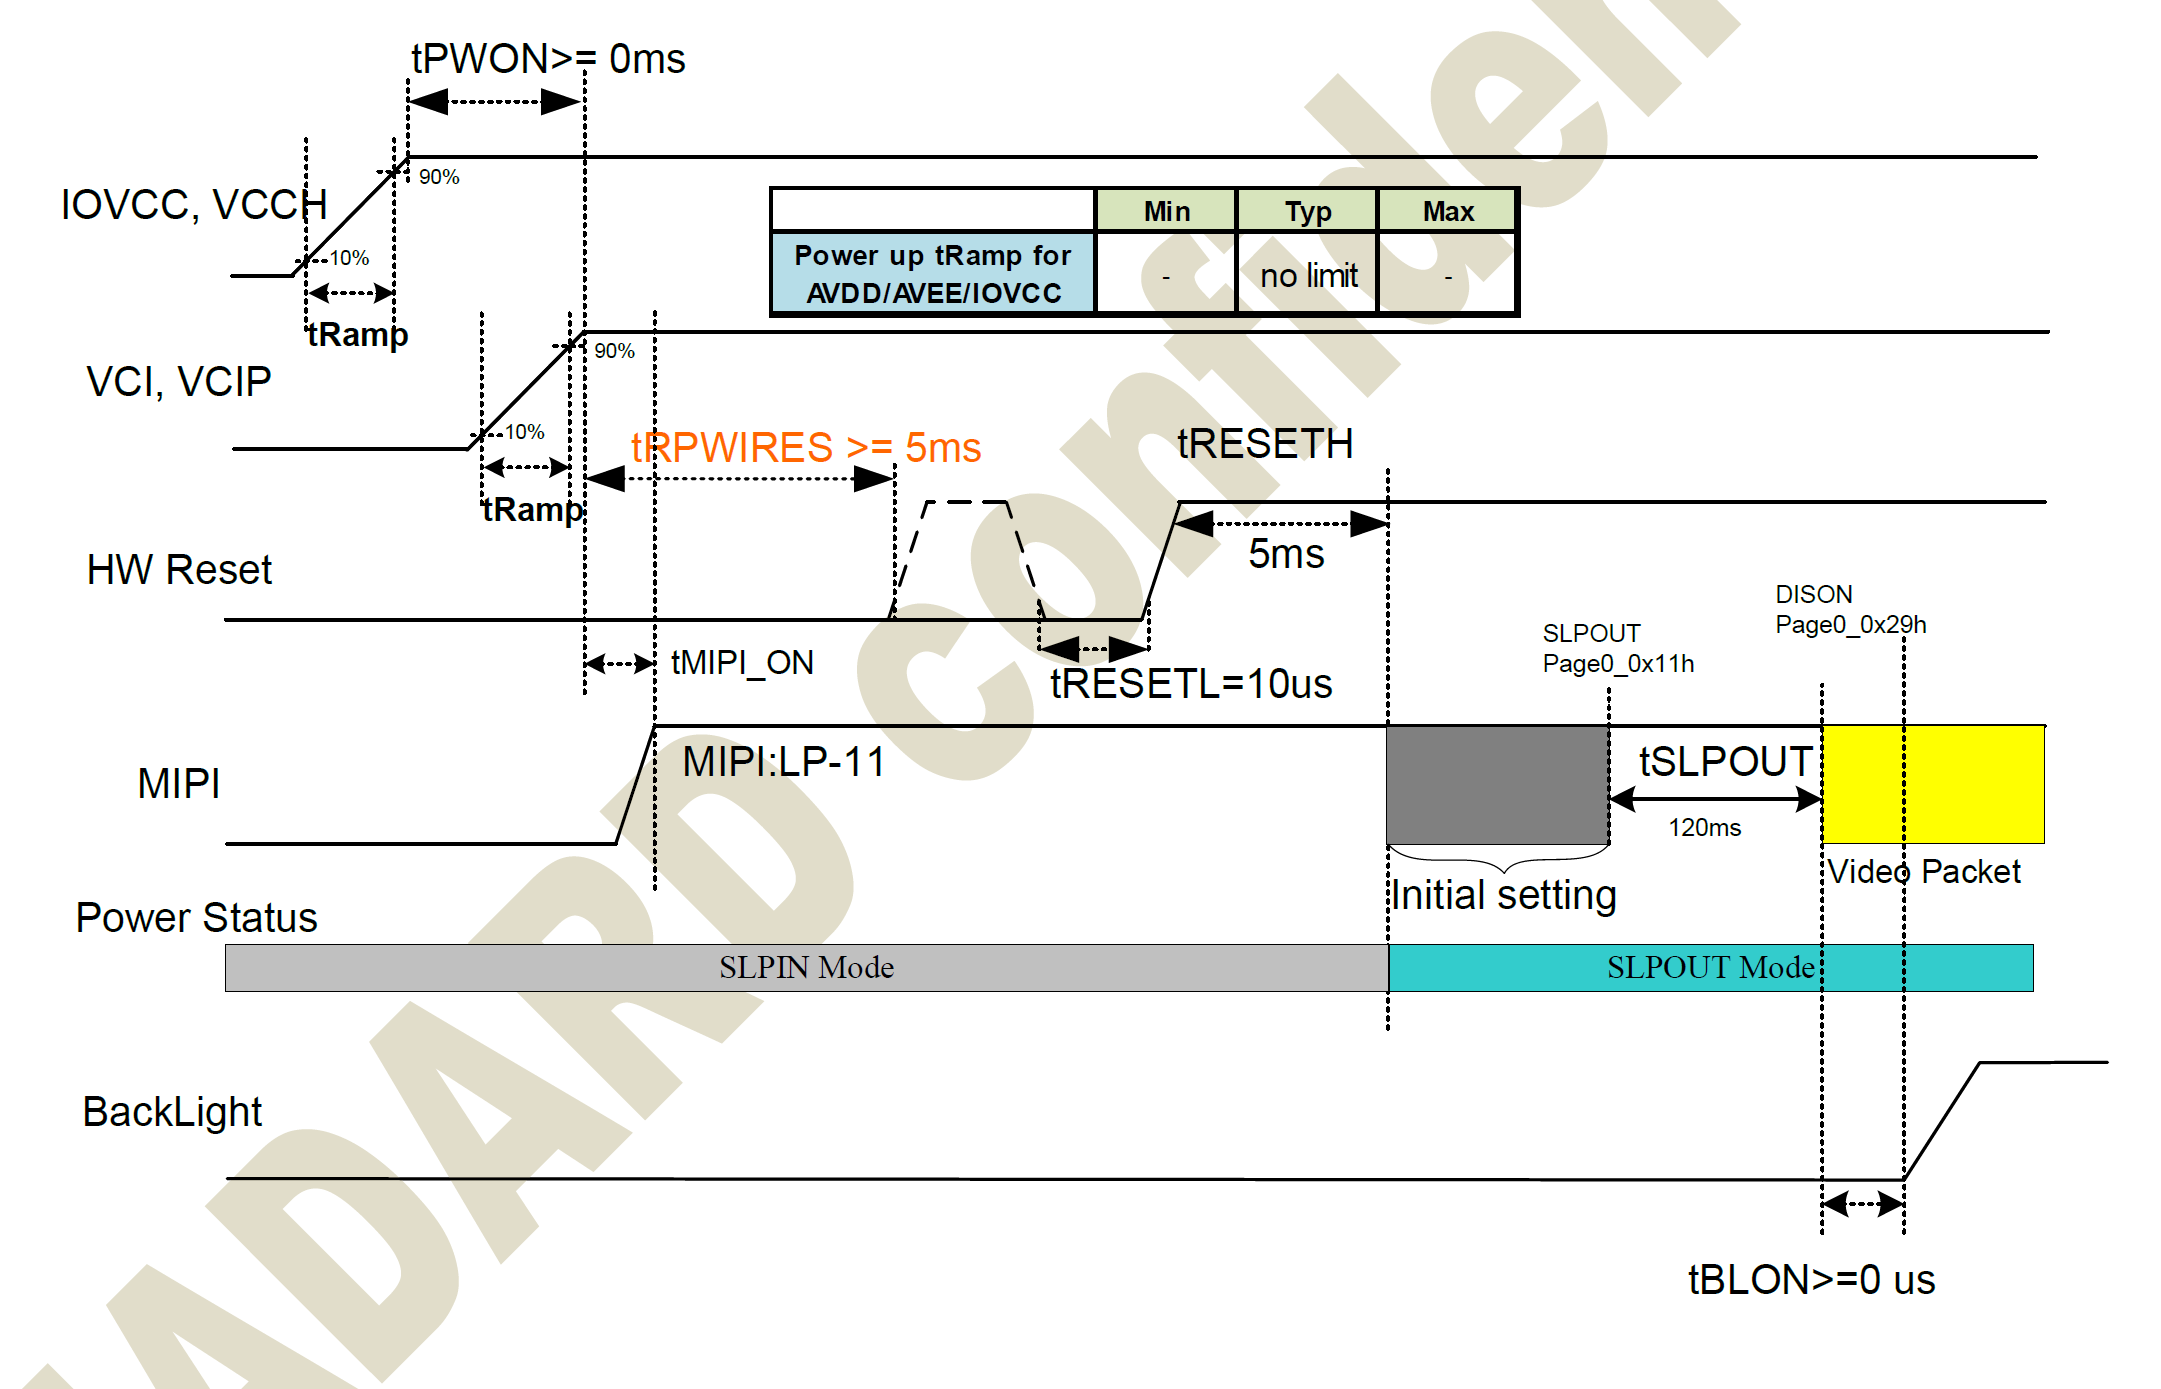 tPWON>= 0ms
90%
IOVCC, VCCH
10%
tRamp
Min Typ Max
Power up tRamp for
AVDD/AVEE/IOVCC
- no limit -
90%
VCI, VCIP
10%
tRamp
tRPWIRES >= 5ms
tRESETH
5ms
HW Reset
tMIPI_ON
tRESETL=10us
DISON
Page0_0x29h
SLPOUT
Page0_0x11h
MIPI
MIPI:LP-11
tSLPOUT
120ms
Initial setting
Video Packet
Power Status
SLPIN Mode
SLPOUT Mode
BackLight
tBLON>=0 us
ADARD confiden